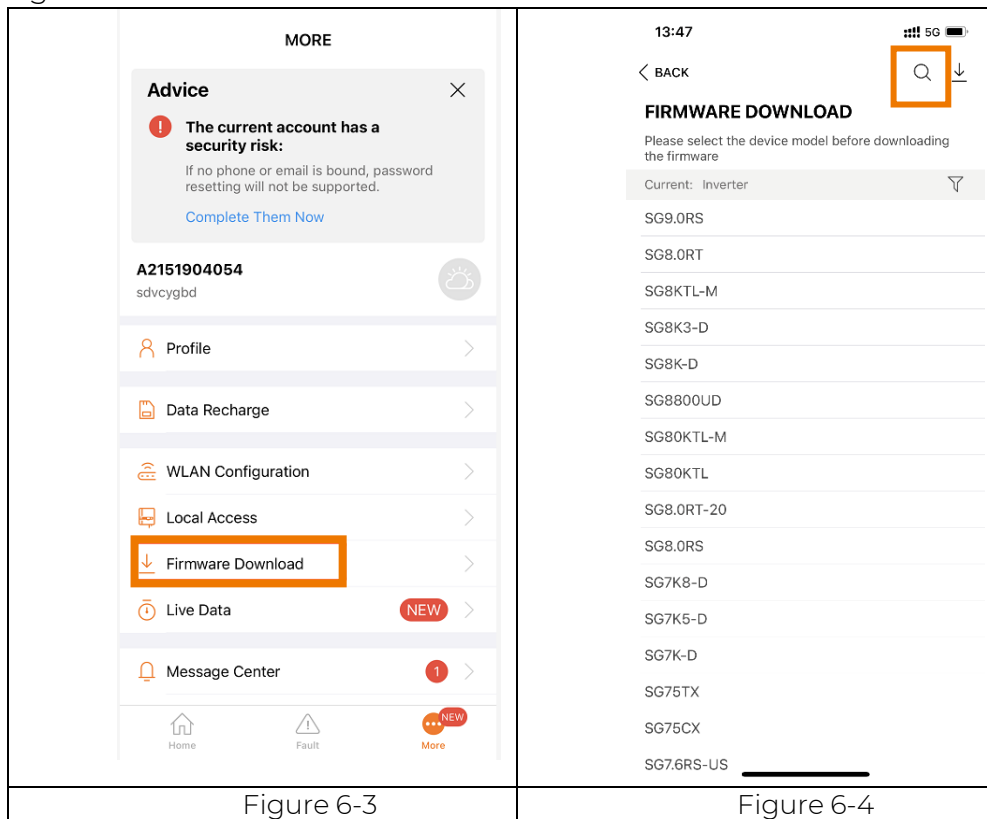 MORE
Advice
The current account has a
security risk:
If no phone or email is bound, password
resetting will not be supported.
Complete Them Now
A2151904054
sdvcygbd
Profile
Data Recharge
WLAN Configuration
Local Access
Firmware Download
Live Data NEW
Message Center 1
NEW
Home Fault More
Figure 6-3
13:47 5G
BACK
FIRMWARE DOWNLOAD
Please select the device model before downloading
the firmware
Current: Inverter
SG9.0RS
SG8.0RT
SG8KTL-M
SG8K3-D
SG8K-D
SG8800UD
SG80KTL-M
SG80KTL
SG8.0RT-20
SG8.0RS
SG7K8-D
SG7K5-D
SG7K-D
SG75TX
SG75CX
SG7.6RS-US
Figure 6-4